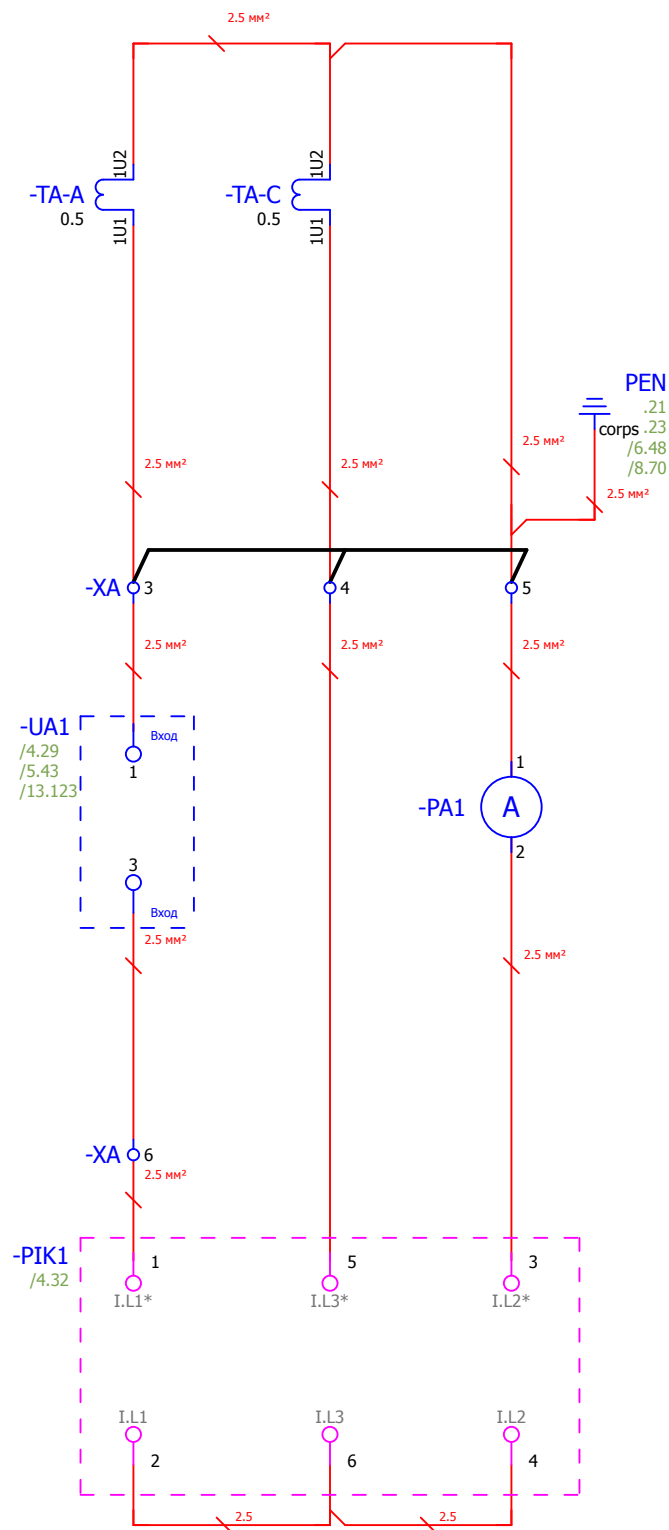 2.5 мм²
1U2
1U2
-TA-A
-TA-C
0.5
0.5
1U1
1U1
PEN
.21
corps .23
/6.48
/8.70
2.5 мм²
2.5 мм²
2.5 мм²
2.5 мм²
-XA 3
4
5
2.5 мм²
2.5 мм²
2.5 мм²
-UA1
Вход
/4.29
/5.43
/13.123
1
1
-PA1
A
2
3
Вход
2.5 мм²
2.5 мм²
-XA 6
2.5 мм²
-PIK1
/4.32
1
5
3
I.L1*
I.L3*
I.L2*
I.L1
I.L3
I.L2
2
6
4
2.5
2.5